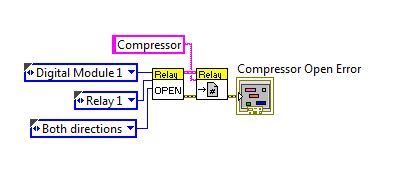 Compressor
Digital Module 1
Relay 1
Both directions
Relay
OPEN
Relay
#
Compressor Open Error